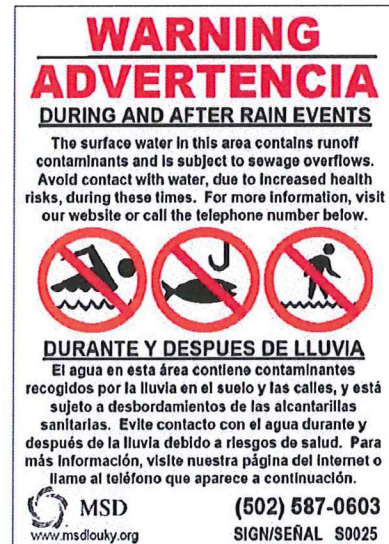 WARNING
ADVERTENCIA
DURING AND AFTER RAIN EVENTS
The surface water in this area contains runoff
contaminants and is subject to sewage overflows.
Avoid contact with water, due to increased health
risks, during these times. For more information, visit
our website or call the telephone number below.
DURANTE Y DESPUES DE LLUVIA
El agua en esta área contiene contaminantes
recogidos por la lluvia en el suelo y las calles, y está
sujeto a desbordamientos de las alcantarillas
sanitarias. Evite contacto con el agua durante y
después de la lluvia debido a riesgos de salud. Para
más información, visite nuestra página del Internet o
llame al teléfono que aparece a continuación.
MSD (502) 587-0603
www.msdlouky.org SIGN/SEÑAL S0025